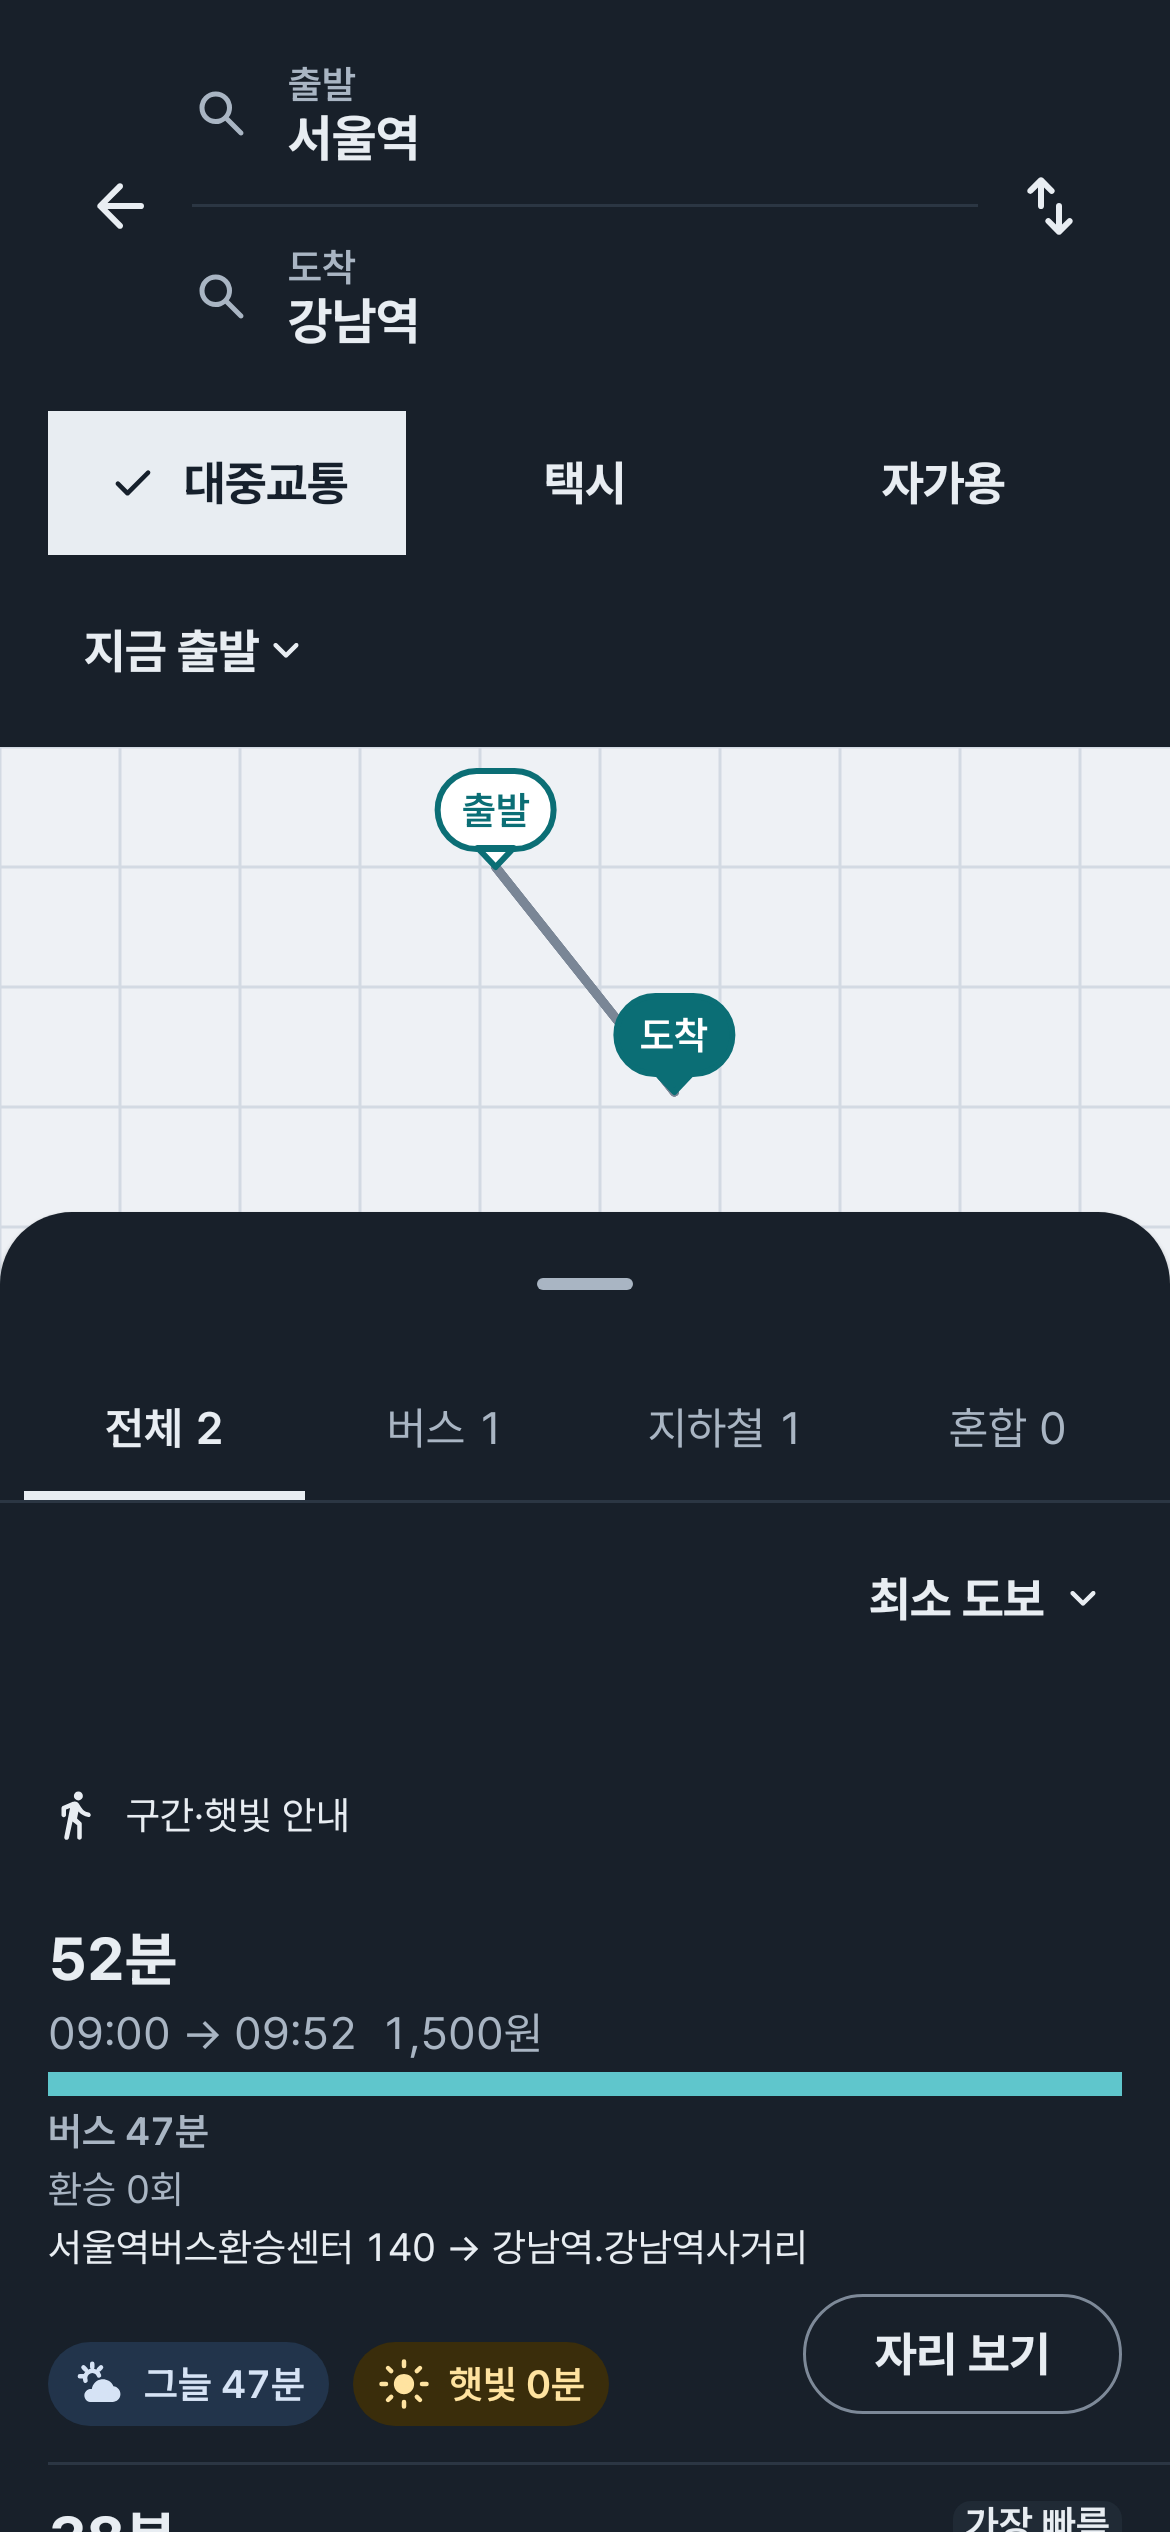 출발
서울역
도착
강남역
대중교통 택시 자가용
지금 출발
출발
도착
전체 2 버스 1 지하철 1 혼합 0
최소 도보
구간·햇빛 안내
52분
09:00 → 09:52 1,500원
버스 47분
환승 0회
서울역버스환승센터 140 → 강남역.강남역사거리
자리 보기
그늘 47분 햇빛 0분
가장 빠름